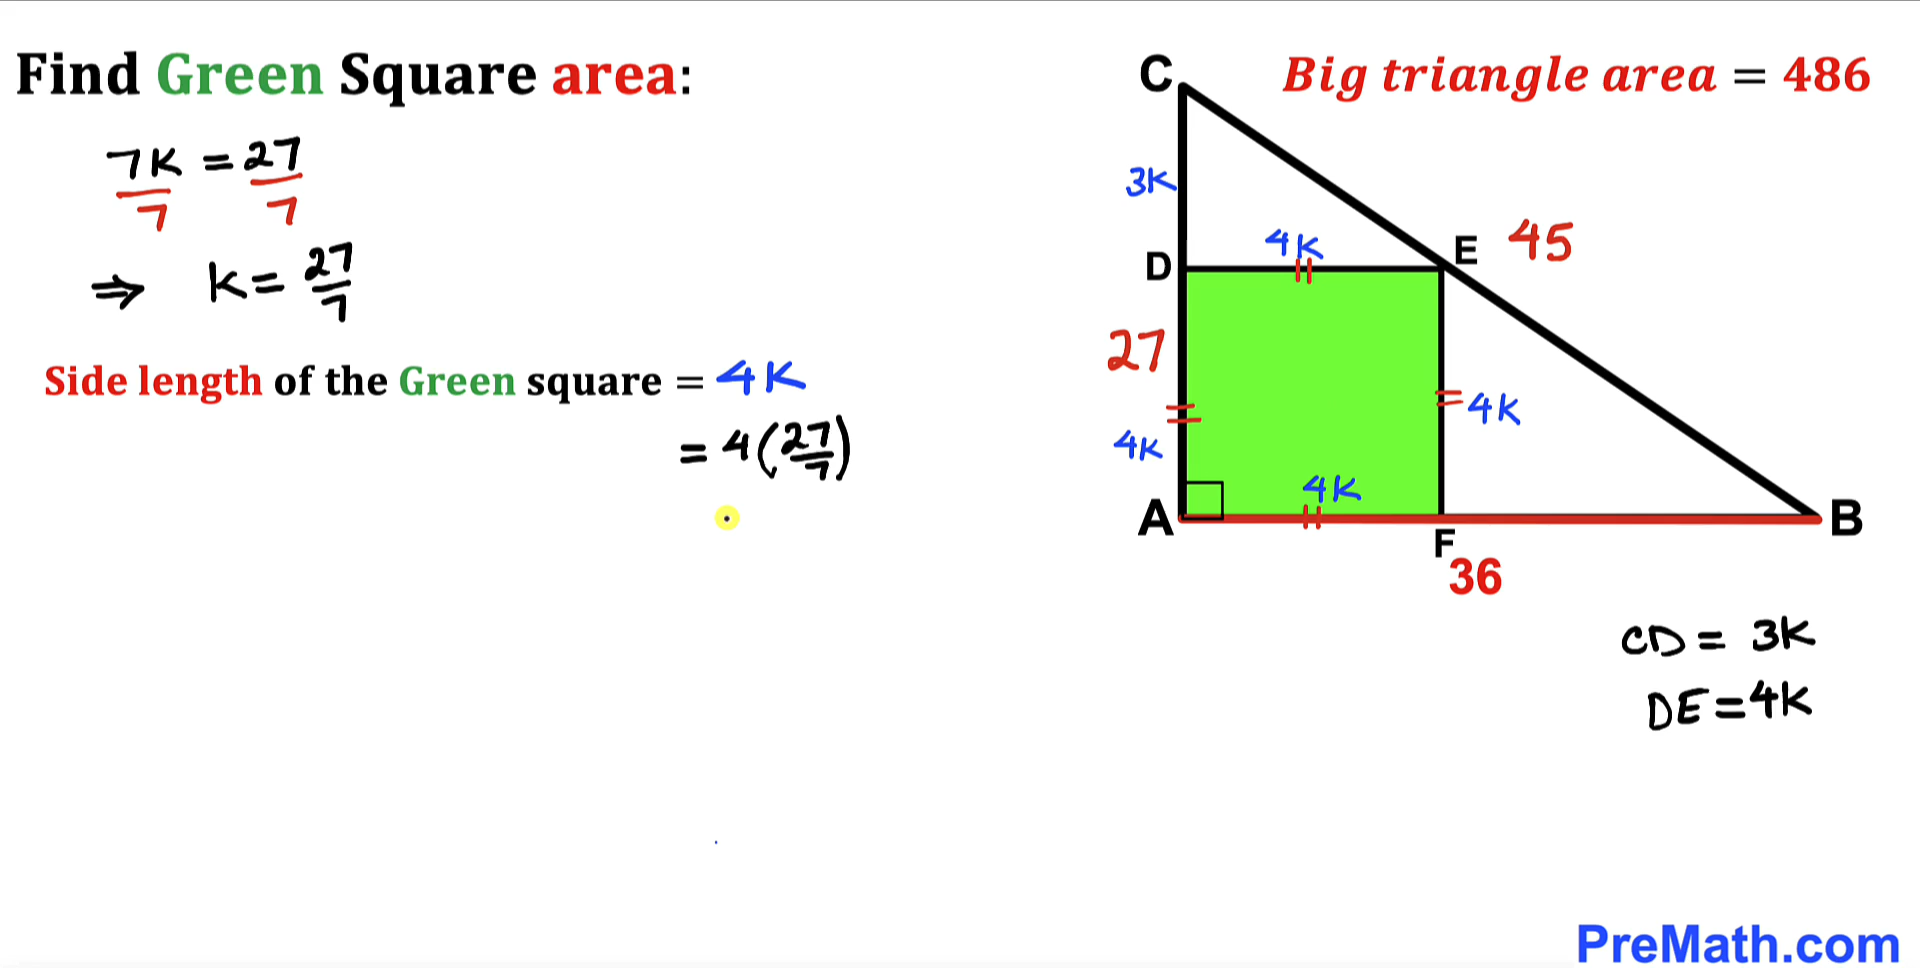 Find Green Square area:
7K = 27
7 7
⇒ K = 27/7
Side length of the Green square = 4K
= 4(27/7)
Big triangle area = 486
C
3K
4K
D
E 45
27
4K
4K
4K
A
B
F
36
CD = 3K
DE = 4K
PreMath.com